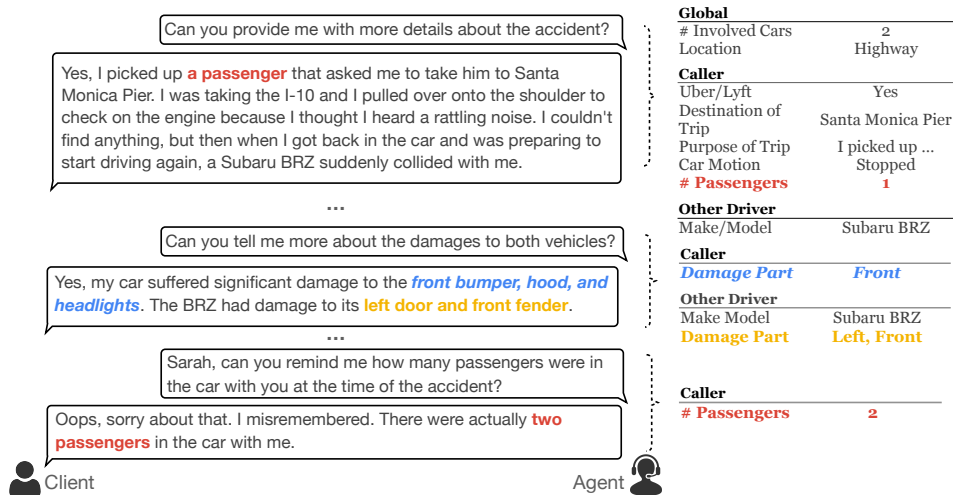 Can you provide me with more details about the accident?
Yes, I picked up a passenger that asked me to take him to Santa
Monica Pier. I was taking the I-10 and I pulled over onto the shoulder to
check on the engine because I thought I heard a rattling noise. I couldn't
find anything, but then when I got back in the car and was preparing to
start driving again, a Subaru BRZ suddenly collided with me.
...
Can you tell me more about the damages to both vehicles?
Yes, my car suffered significant damage to the front bumper, hood, and
headlights. The BRZ had damage to its left door and front fender.
...
Sarah, can you remind me how many passengers were in
the car with you at the time of the accident?
Oops, sorry about that. I misremembered. There were actually two
passengers in the car with me.
Client
Agent
Global
# Involved Cars 2
Location Highway
Caller
Uber/Lyft Yes
Destination of
Trip Santa Monica Pier
Purpose of Trip I picked up ...
Car Motion Stopped
# Passengers 1
Other Driver
Make/Model Subaru BRZ
Caller
Damage Part Front
Other Driver
Make Model Subaru BRZ
Damage Part Left, Front
Caller
# Passengers 2